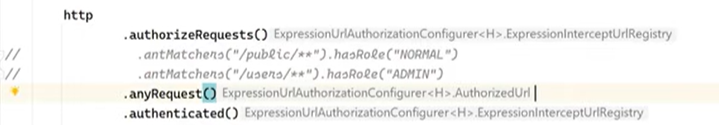 http
.authorizeRequests() ExpressionUrlAuthorizationConfigurer<H>.ExpressionInterceptUrlRegistry
// .antMatchers("/public/**").hasRole("NORMAL")
// .antMatchers("/users/**").hasRole("ADMIN")
.anyRequest() ExpressionUrlAuthorizationConfigurer<H>.AuthorizedUrl
.authenticated() ExpressionUrlAuthorizationConfigurer<H>.ExpressionInterceptUrlRegistry